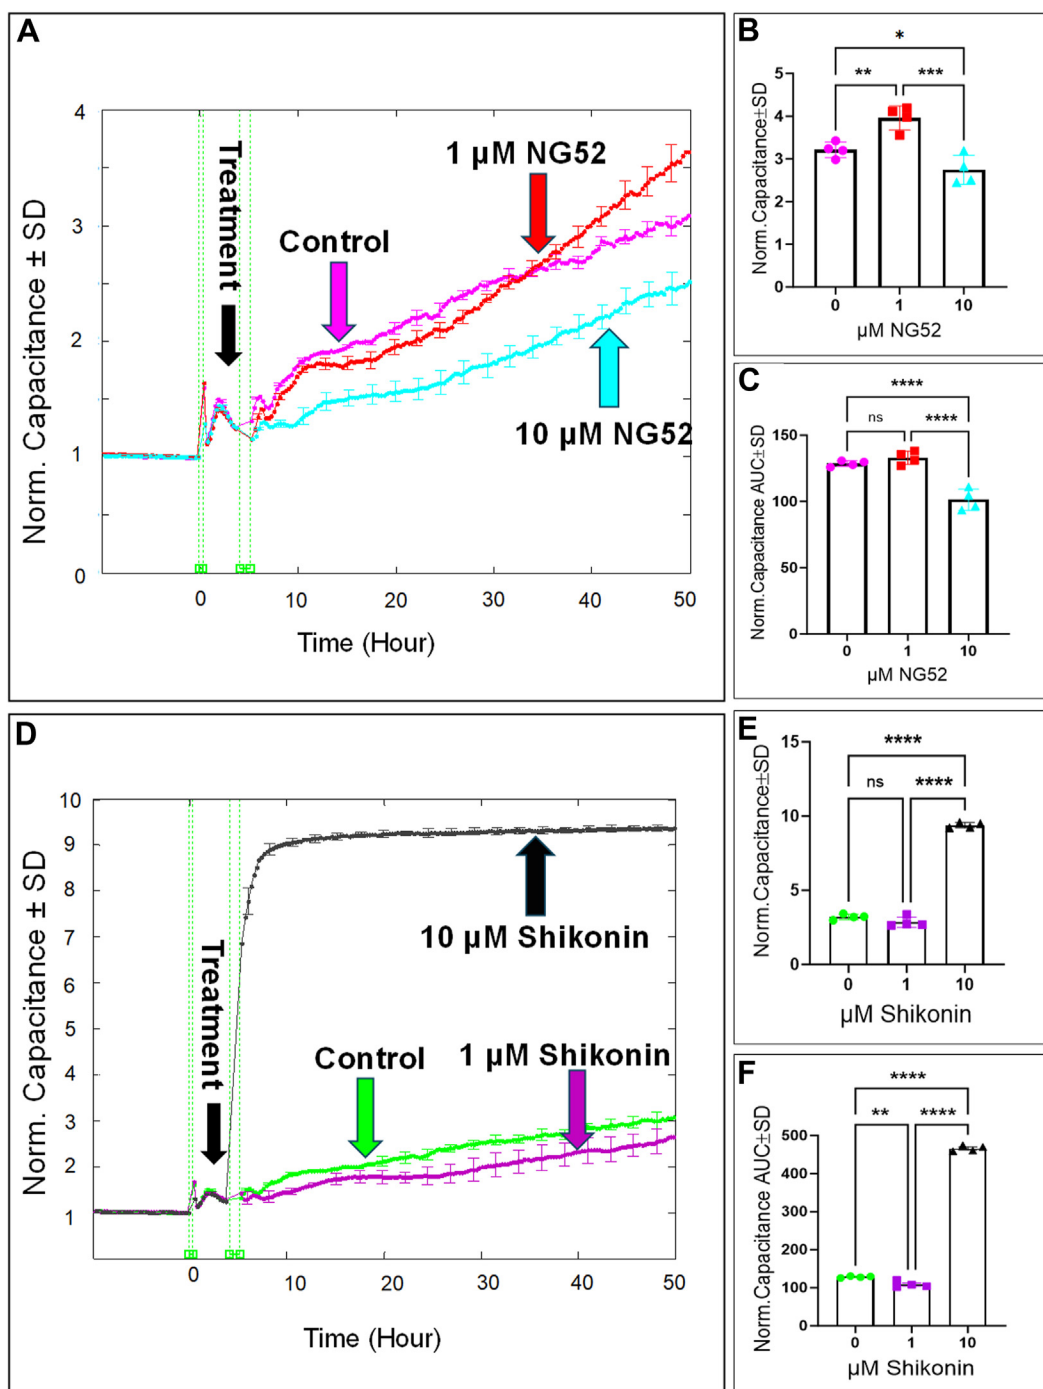 A
Norm. Capacitance ± SD
4
3
2
1
0
Treatment
Control
1 µM NG52
10 µM NG52
0 10 20 30 40 50
Time (Hour)
B
Norm.Capacitance±SD
5
4
3
2
1
0
*
** ***
0 1 10
µM NG52
C
Norm.Capacitance AUC±SD
150
100
50
0
****
ns ****
0 1 10
µM NG52
D
Norm. Capacitance ± SD
10
9
8
7
6
5
4
3
2
1
Treatment
10 µM Shikonin
Control
1 µM Shikonin
0 10 20 30 40 50
Time (Hour)
E
Norm.Capacitance±SD
15
10
5
0
****
ns ****
0 1 10
µM Shikonin
F
Norm.Capacitance AUC±SD
500
400
300
200
100
0
****
** ****
0 1 10
µM Shikonin